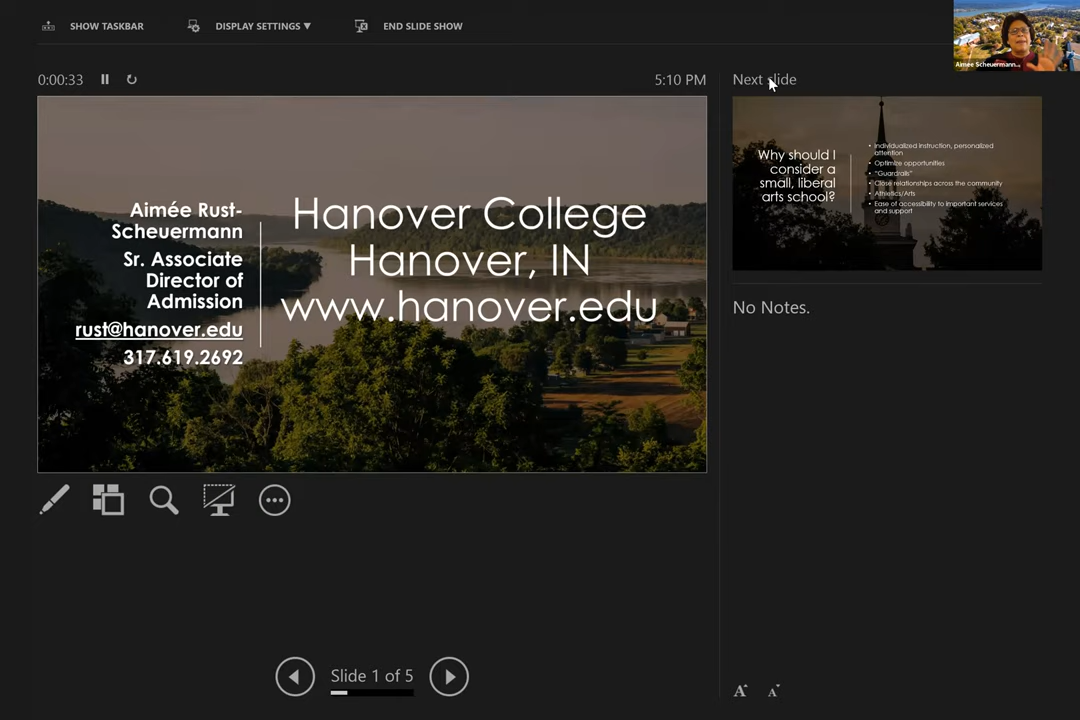 SHOW TASKBAR
DISPLAY SETTINGS ▼
END SLIDE SHOW
Aimée Scheuermann...
0:00:33
5:10 PM
Next slide
Aimée Rust-
Scheuermann
Sr. Associate
Director of
Admission
rust@hanover.edu
317.619.2692
Hanover College
Hanover, IN
www.hanover.edu
Why should I
consider a
small, liberal
arts school?
• Individualized instruction, personalized
attention
• Optimize opportunities
• "Guardrails"
• Close relationships across the community
• Athletics/Arts
• Ease of accessibility to important services
and support
No Notes.
Slide 1 of 5
A A